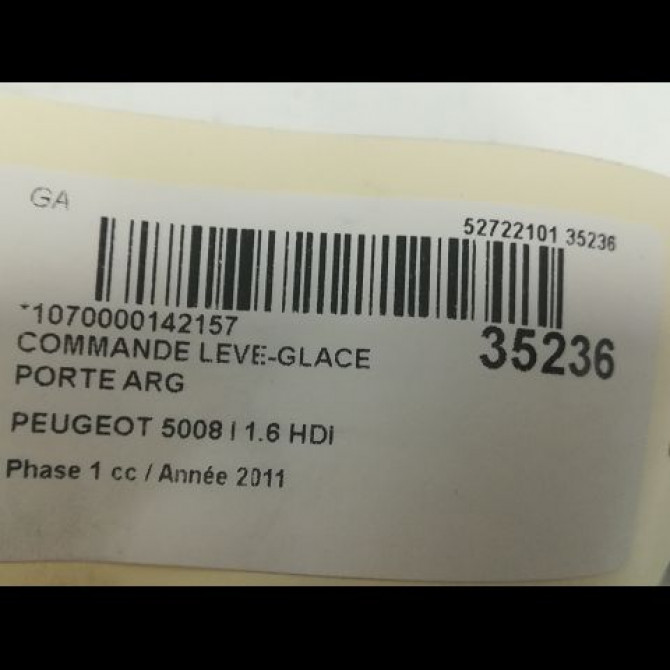 GA
52722101 35236
*1070000142157
35236
COMMANDE LEVE-GLACE
PORTE ARG
PEUGEOT 5008 I 1.6 HDi
Phase 1 cc / Année 2011